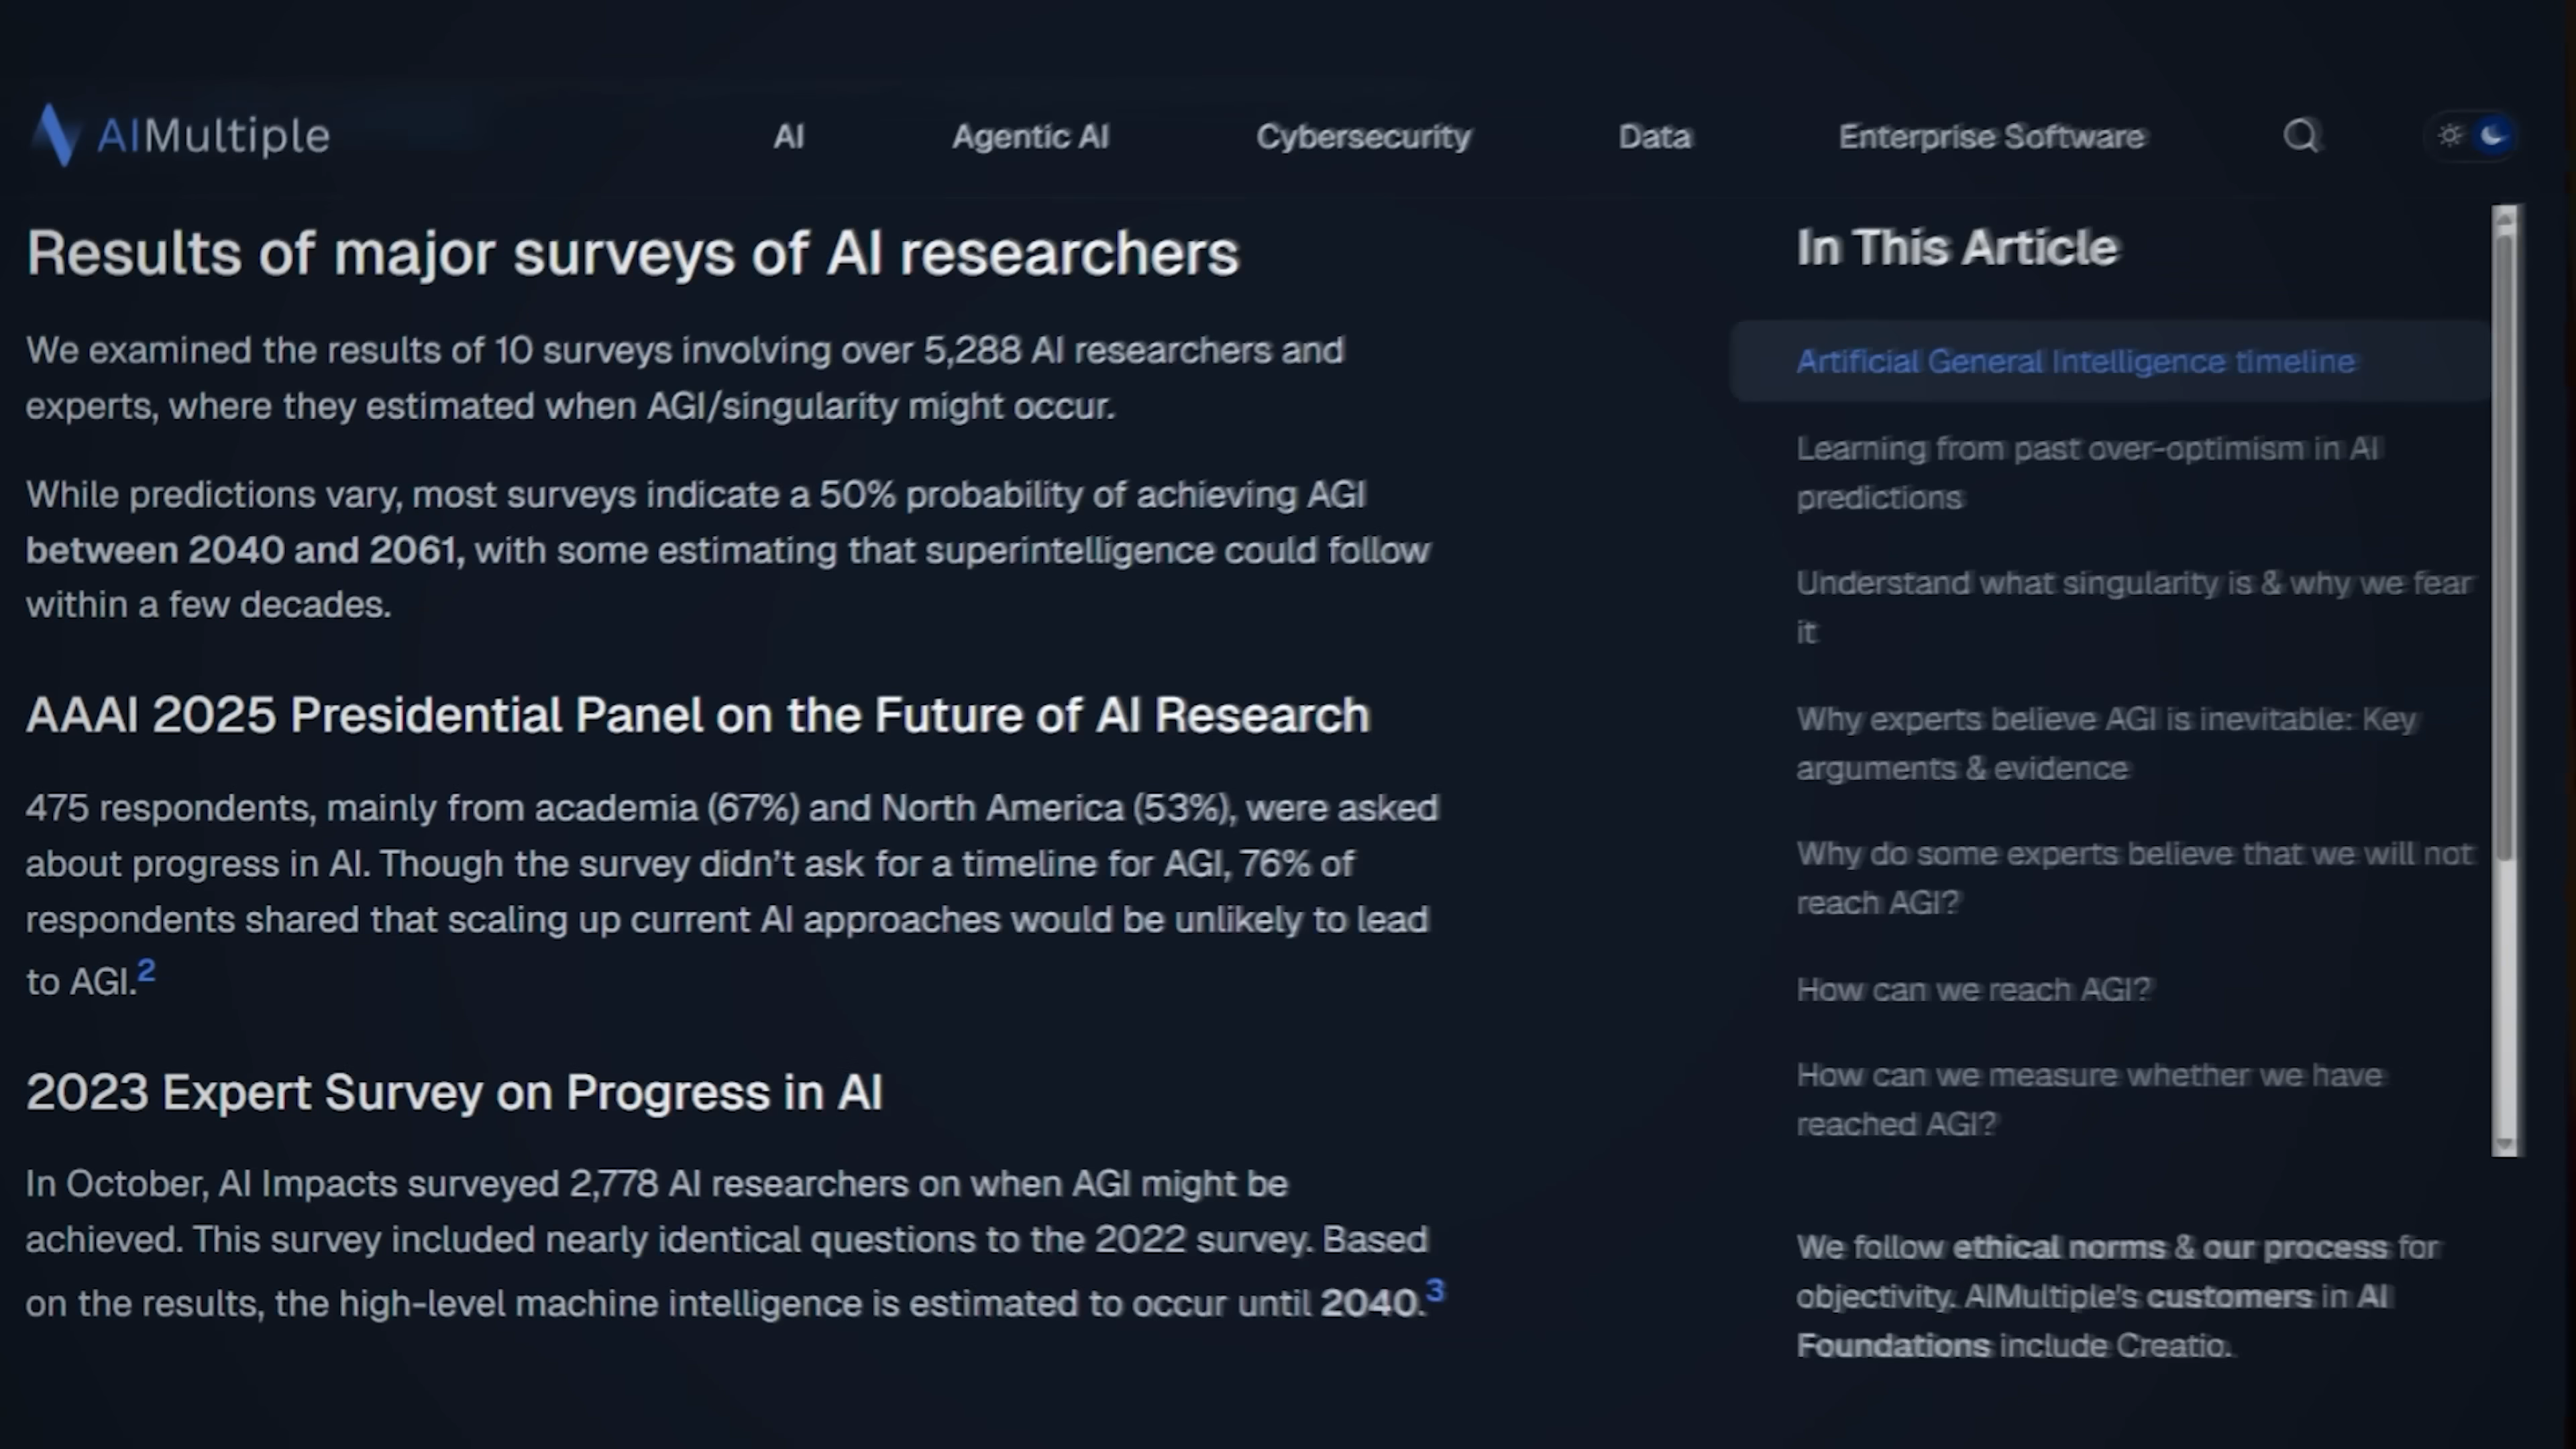 AIMultiple
AI
Agentic AI
Cybersecurity
Data
Enterprise Software
Results of major surveys of AI researchers
We examined the results of 10 surveys involving over 5,288 AI researchers and
experts, where they estimated when AGI/singularity might occur.
While predictions vary, most surveys indicate a 50% probability of achieving AGI
between 2040 and 2061, with some estimating that superintelligence could follow
within a few decades.
AAAI 2025 Presidential Panel on the Future of AI Research
475 respondents, mainly from academia (67%) and North America (53%), were asked
about progress in AI. Though the survey didn't ask for a timeline for AGI, 76% of
respondents shared that scaling up current AI approaches would be unlikely to lead
to AGI.2
2023 Expert Survey on Progress in AI
In October, AI Impacts surveyed 2,778 AI researchers on when AGI might be
achieved. This survey included nearly identical questions to the 2022 survey. Based
on the results, the high-level machine intelligence is estimated to occur until 2040.3
In This Article
Artificial General Intelligence timeline
Learning from past over-optimism in AI
predictions
Understand what singularity is & why we fear
it
Why experts believe AGI is inevitable: Key
arguments & evidence
Why do some experts believe that we will not
reach AGI?
How can we reach AGI?
How can we measure whether we have
reached AGI?
We follow ethical norms & our process for
objectivity. AIMultiple's customers in AI
Foundations include Creatio.